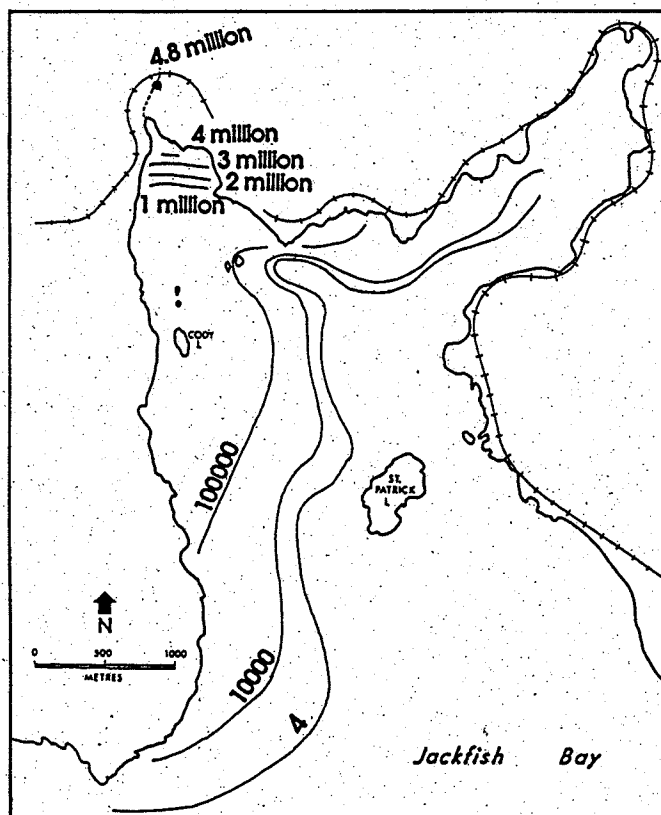 4.8 million
4 million
3 million
2 million
1 million
CODY
I.
100000
ST.
PATRICK
I.
N
0 500 1000
METRES
10000
4
Jackfish Bay